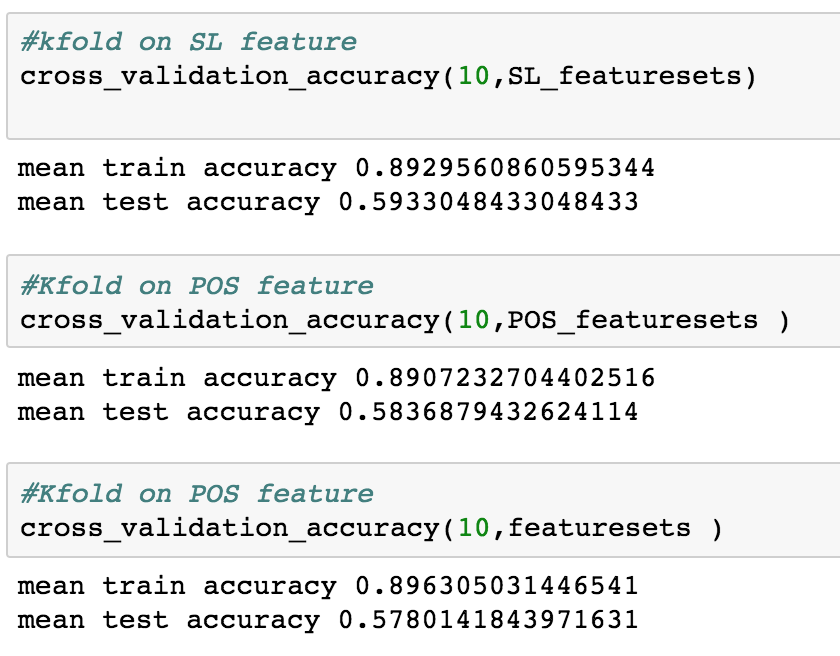 #kfold on SL feature
cross_validation_accuracy(10,SL_featuresets)
mean train accuracy 0.8929560860595344
mean test accuracy 0.5933048433048433
#Kfold on POS feature
cross_validation_accuracy(10,POS_featuresets )
mean train accuracy 0.8907232704402516
mean test accuracy 0.5836879432624114
#Kfold on POS feature
cross_validation_accuracy(10,featuresets )
mean train accuracy 0.896305031446541
mean test accuracy 0.5780141843971631